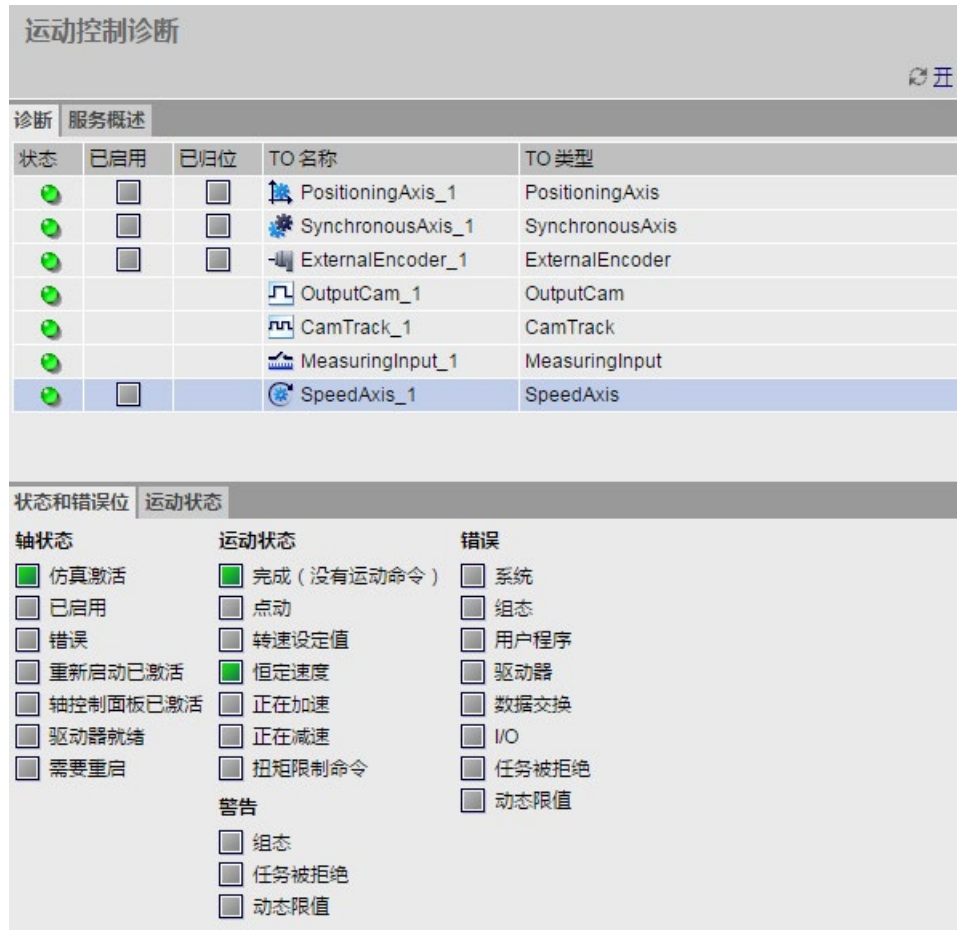 运动控制诊断
开
诊断 服务概述
状态 已启用 已归位 TO 名称 TO 类型
PositioningAxis_1 PositioningAxis
SynchronousAxis_1 SynchronousAxis
ExternalEncoder_1 ExternalEncoder
OutputCam_1 OutputCam
CamTrack_1 CamTrack
MeasuringInput_1 MeasuringInput
SpeedAxis_1 SpeedAxis
状态和错误位 运动状态
轴状态 运动状态 错误
仿真激活 完成（没有运动命令） 系统
已启用 点动 组态
错误 转速设定值 用户程序
重新启动已激活 恒定速度 驱动器
轴控制面板已激活 正在加速 数据交换
驱动器就绪 正在减速 I/O
需要重启 扭矩限制命令 任务被拒绝
警告 动态限值
组态
任务被拒绝
动态限值